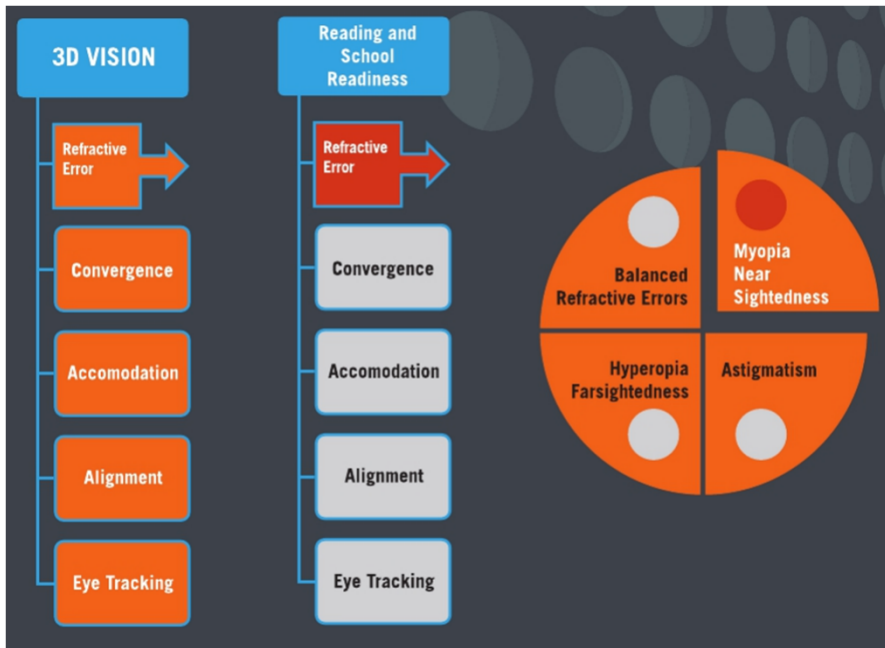 3D VISION
Refractive
Error
Convergence
Accomodation
Alignment
Eye Tracking
Reading and
School
Readiness
Refractive
Error
Convergence
Accomodation
Alignment
Eye Tracking
Balanced
Refractive Errors
Myopia
Near
Sightedness
Hyperopia
Farsightedness
Astigmatism